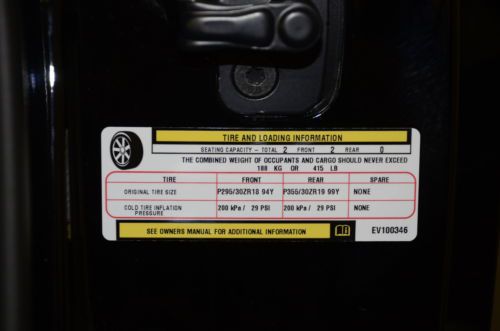 TIRE AND LOADING INFORMATION
SEATING CAPACITY - TOTAL 2 FRONT 2 REAR 0
THE COMBINED WEIGHT OF OCCUPANTS AND CARGO SHOULD NEVER EXCEED
188 KG OR 415 LB
TIRE FRONT REAR SPARE
ORIGINAL TIRE SIZE P295/30ZR18 94Y P355/30ZR19 99Y NONE
COLD TIRE INFLATION PRESSURE 200 kPa / 29 PSI 200 kPa / 29 PSI NONE
SEE OWNERS MANUAL FOR ADDITIONAL INFORMATION EV100346